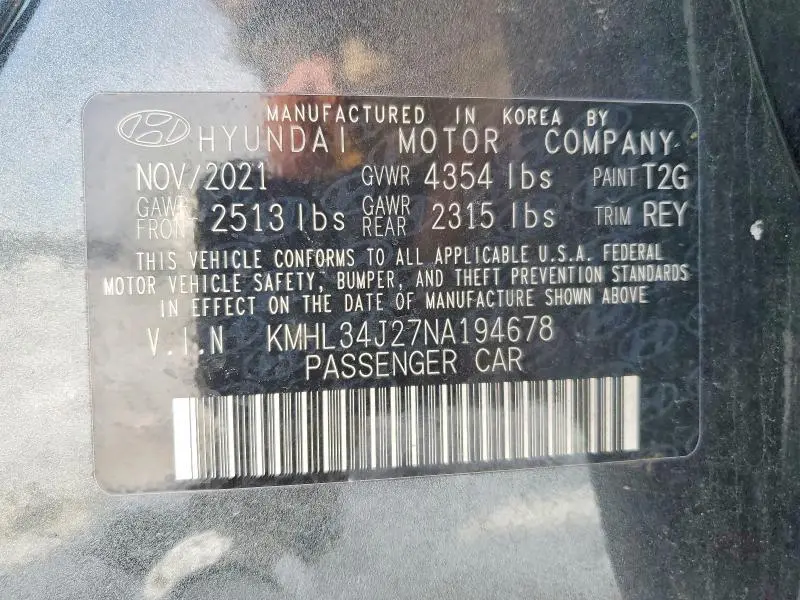 MANUFACTURED IN KOREA BY
HYUNDAI MOTOR COMPANY
NOV/2021 GVWR 4354 lbs PAINT T2G
GAWR FRONT 2513 lbs GAWR REAR 2315 lbs TRIM REY
THIS VEHICLE CONFORMS TO ALL APPLICABLE U.S.A. FEDERAL
MOTOR VEHICLE SAFETY, BUMPER, AND THEFT PREVENTION STANDARDS
IN EFFECT ON THE DATE OF MANUFACTURE SHOWN ABOVE
V.I.N KMHL34J27NA194678
PASSENGER CAR